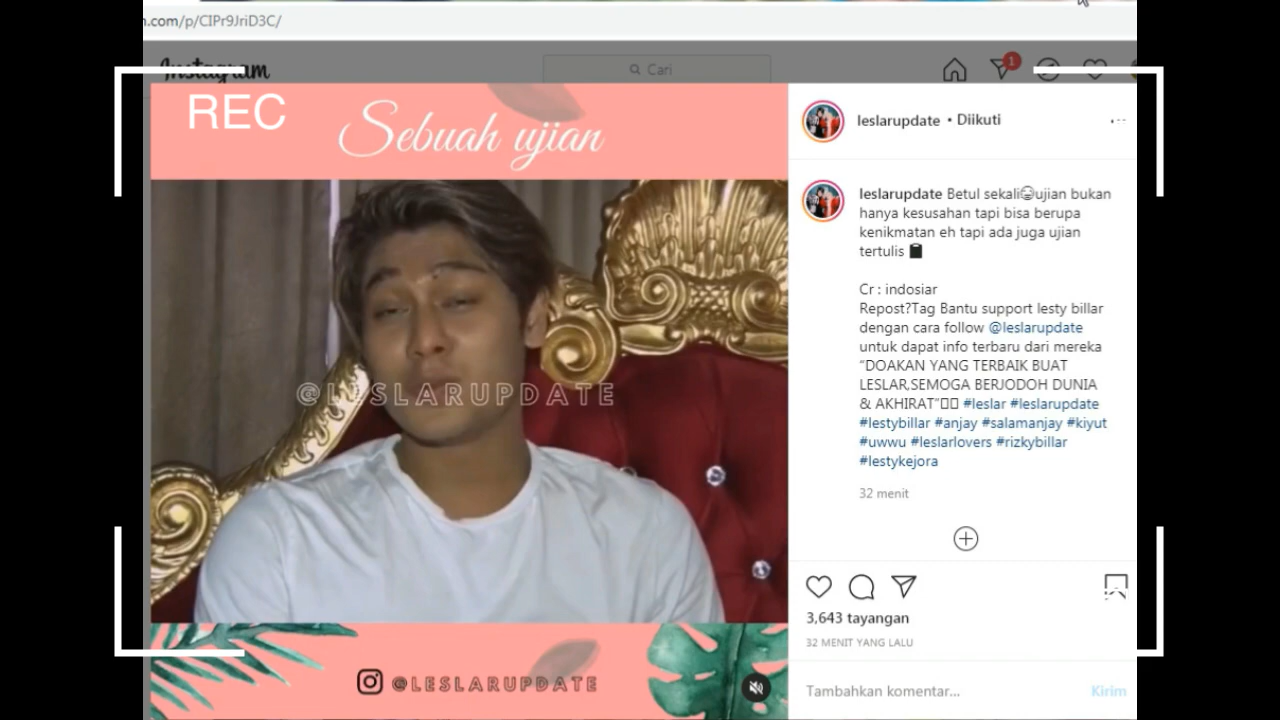 n.com/p/CIPr9JriD3C/
Instagram
Cari
1
REC
Sebuah ujian
@LESLARUPDATE
@LESLARUPDATE
leslarupdate • Diikuti
leslarupdate Betul sekali😂ujian bukan
hanya kesusahan tapi bisa berupa
kenikmatan eh tapi ada juga ujian
tertulis
Cr : indosiar
Repost?Tag Bantu support lesty billar
dengan cara follow @leslarupdate
untuk dapat info terbaru dari mereka
“DOAKAN YANG TERBAIK BUAT
LESLAR,SEMOGA BERJODOH DUNIA
& AKHIRAT” #leslar #leslarupdate
#lestybillar #anjay #salamanjay #kiyut
#uwwu #leslarlovers #rizkybillar
#lestykejora
32 menit
3,643 tayangan
32 MENIT YANG LALU
Tambahkan komentar...
Kirim